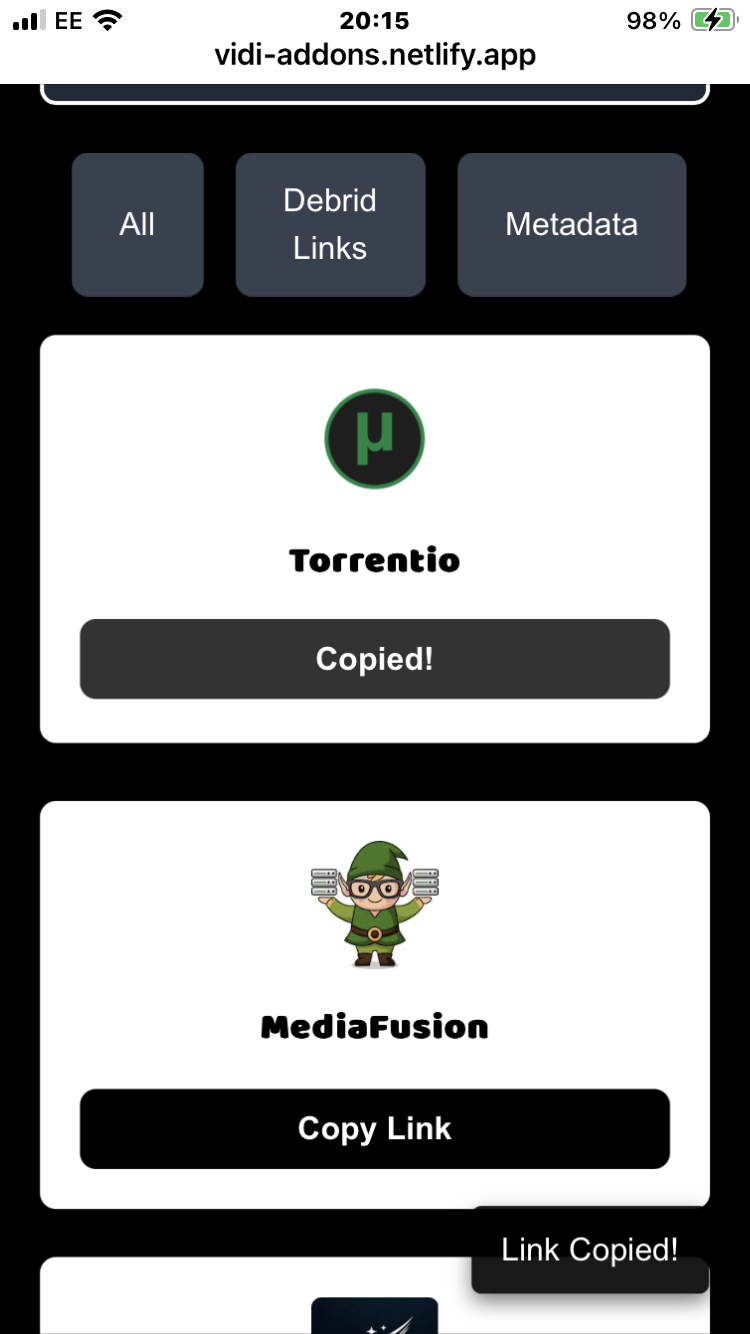 EE 20:15 98%
vidi-addons.netlify.app
All
Debrid
Links
Metadata
µ
Torrentio
Copied!
MediaFusion
Copy Link
Link Copied!